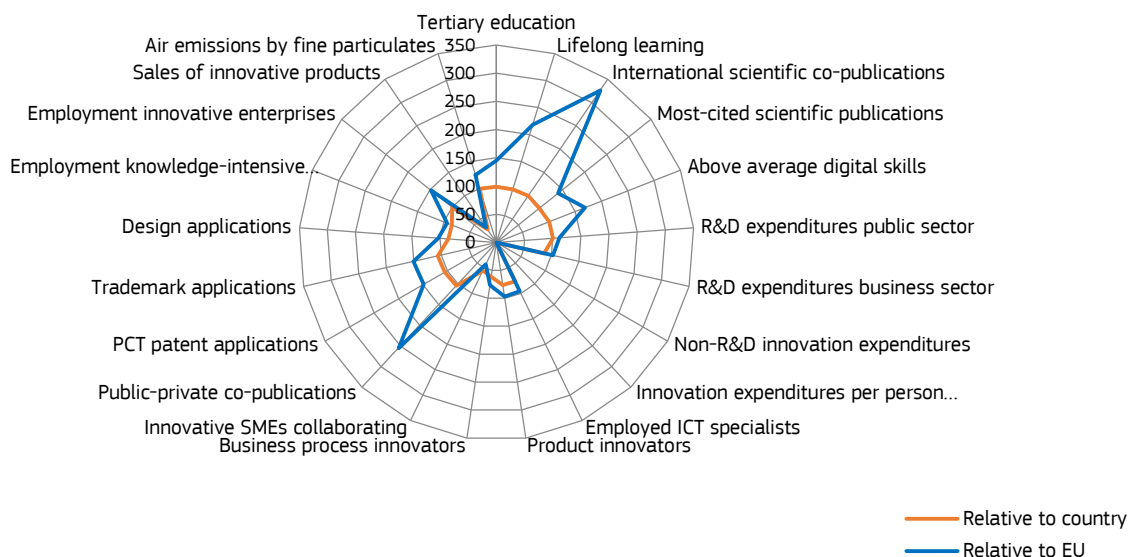 Tertiary education
Lifelong learning
International scientific co-publications
Most-cited scientific publications
Above average digital skills
R&D expenditures public sector
R&D expenditures business sector
Non-R&D innovation expenditures
Innovation expenditures per person...
Employed ICT specialists
Product innovators
Business process innovators
Innovative SMEs collaborating
Public-private co-publications
PCT patent applications
Trademark applications
Design applications
Employment knowledge-intensive...
Employment innovative enterprises
Sales of innovative products
Air emissions by fine particulates
350
300
250
200
150
100
50
0
Relative to country
Relative to EU